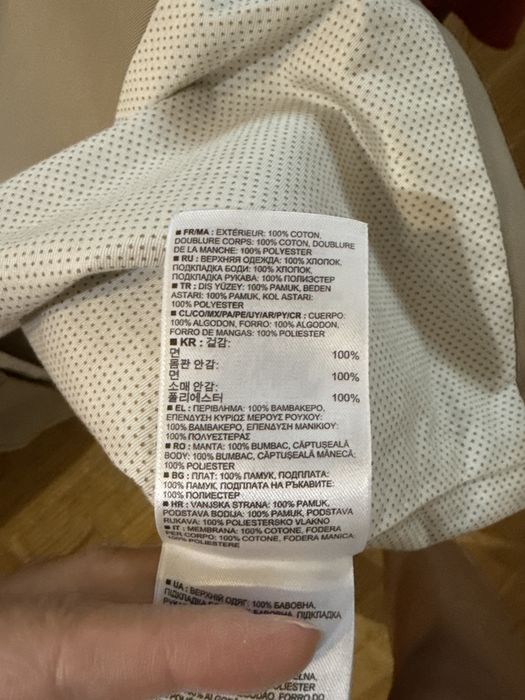 ■ FR/MA : EXTÉRIEUR: 100% COTON,
DOUBLURE CORPS: 100% COTON, DOUBLURE
DE LA MANCHE: 100% POLYESTER
■ RU : ВЕРХНЯЯ ОДЕЖДА: 100% ХЛОПОК,
ПОДКЛАДКА БОДИ: 100% ХЛОПОК,
ПОДКЛАДКА РУКАВА: 100% ПОЛИЭСТЕР
■ TR : DIŞ YÜZEY: 100% PAMUK, BEDEN
ASTARI: 100% PAMUK, KOL ASTARI:
100% POLYESTER
■ CL/CO/MX/PA/PE/UY/AR/PY/CR : CUERPO:
100% ALGODON, FORRO: 100% ALGODON,
FORRO DE MANGAS: 100% POLIESTER
■ KR : 겉감:
면 100%
몸판 안감:
면 100%
소매 안감:
폴리에스터 100%
■ EL : ΠΕΡΙΒΛΗΜΑ: 100% ΒΑΜΒΑΚΕΡΟ,
ΕΠΕΝΔΥΣΗ ΚΥΡΙΩΣ ΜΕΡΟΥΣ ΡΟΥΧΟΥ:
100% ΒΑΜΒΑΚΕΡΟ, ΕΠΕΝΔΥΣΗ ΜΑΝΙΚΙΟΥ:
100% ΠΟΛΥΕΣΤΕΡΑΣ
■ RO : MANTA: 100% BUMBAC, CĂPTUŞEALĂ
BODY: 100% BUMBAC, CĂPTUŞEALĂ MÂNECĂ:
100% POLIESTER
■ BG : ПЛАТ: 100% ПАМУК, ПОДПЛАТА:
100% ПАМУК, ПОДПЛАТА НА РЪКАВИТЕ:
100% ПОЛИЕСТЕР
■ HR : VANJSKA STRANA: 100% PAMUK,
PODSTAVA BODIJA: 100% PAMUK, PODSTAVA
RUKAVA: 100% POLIESTERSKO VLAKNO
■ IT : MEMBRANA: 100% COTONE, FODERA
PER CORPO: 100% COTONE, FODERA MANICA:
100% POLIESTERE
■ UA : ВЕРХНІЙ ОДЯГ: 100% БАВОВНА,
ПІДКЛАДКА